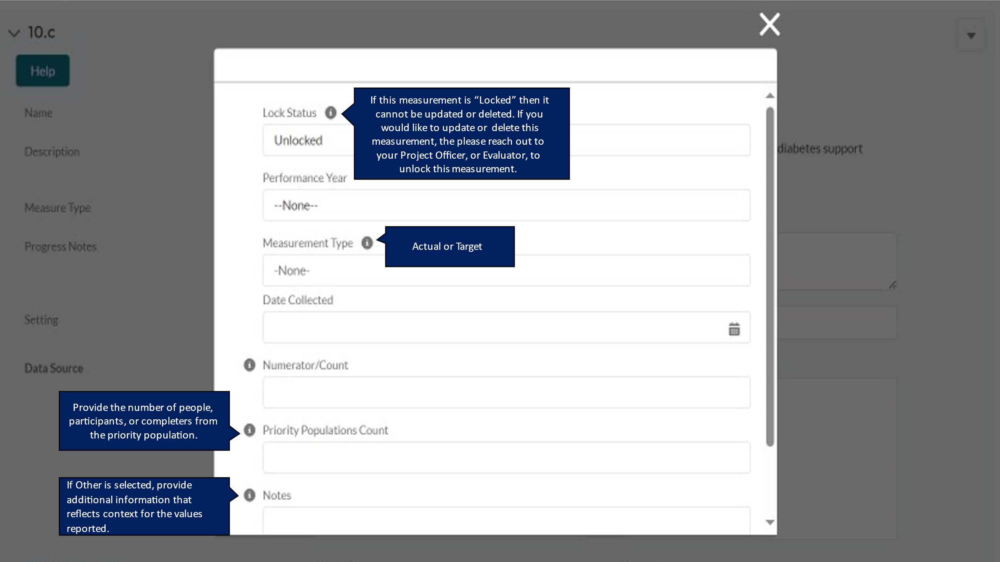 10.c
Help
Name
Description
diabetes support
Measure Type
Progress Notes
Setting
Data Source
Lock Status
Unlocked
If this measurement is “Locked” then it
cannot be updated or deleted. If you
would like to update or  delete this
measurement, the please reach out to
your Project Officer, or Evaluator, to
unlock this measurement.
Performance Year
--None--
Measurement Type
Actual or Target
-None-
Date Collected
Numerator/Count
Provide the number of people,
participants, or completers from
the priority population.
Priority Populations Count
If Other is selected, provide
additional information that
reflects context for the values
reported.
Notes